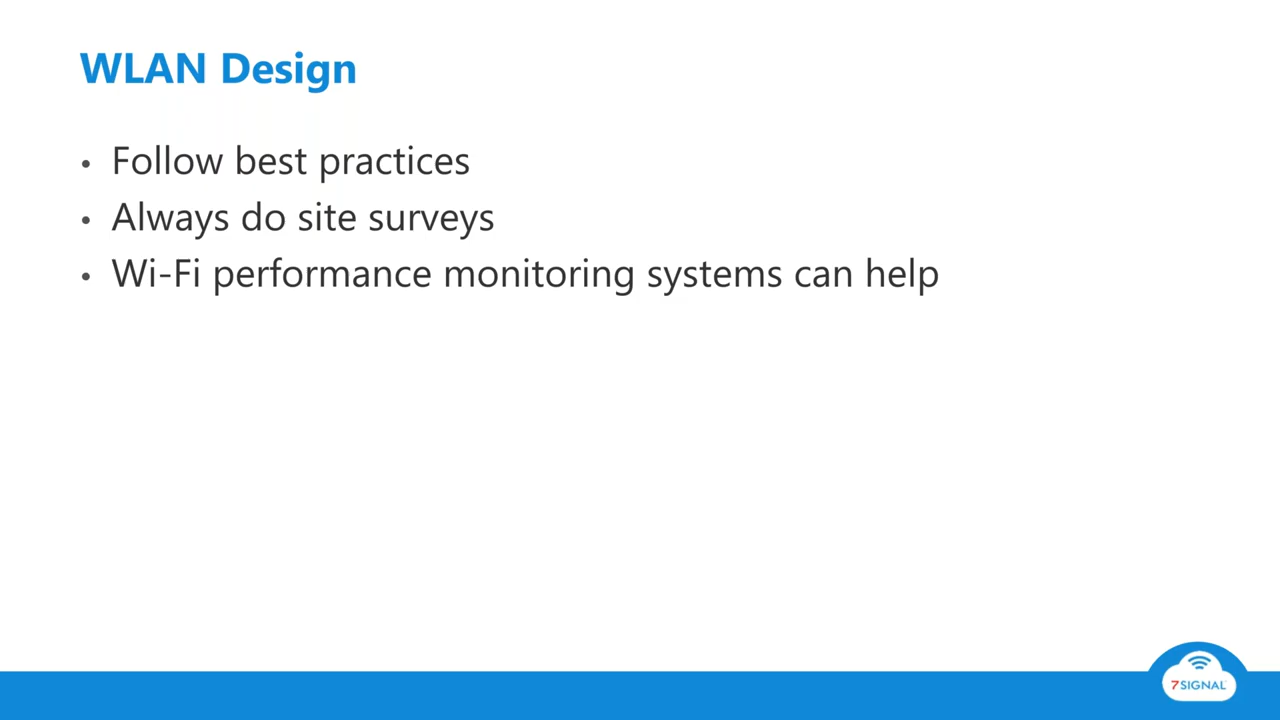 WLAN Design
• Follow best practices
• Always do site surveys
• Wi-Fi performance monitoring systems can help
7SIGNAL